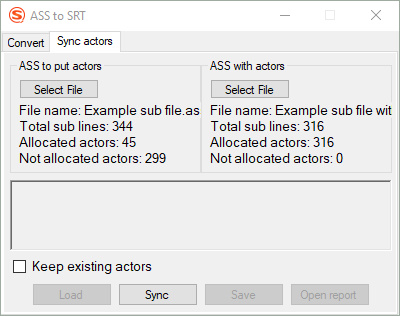 ASS to SRT
Convert
Sync actors
ASS to put actors
Select File
File name: Example sub file.as
Total sub lines: 344
Allocated actors: 45
Not allocated actors: 299
ASS with actors
Select File
File name: Example sub file wit
Total sub lines: 316
Allocated actors: 316
Not allocated actors: 0
Keep existing actors
Load
Sync
Save
Open report